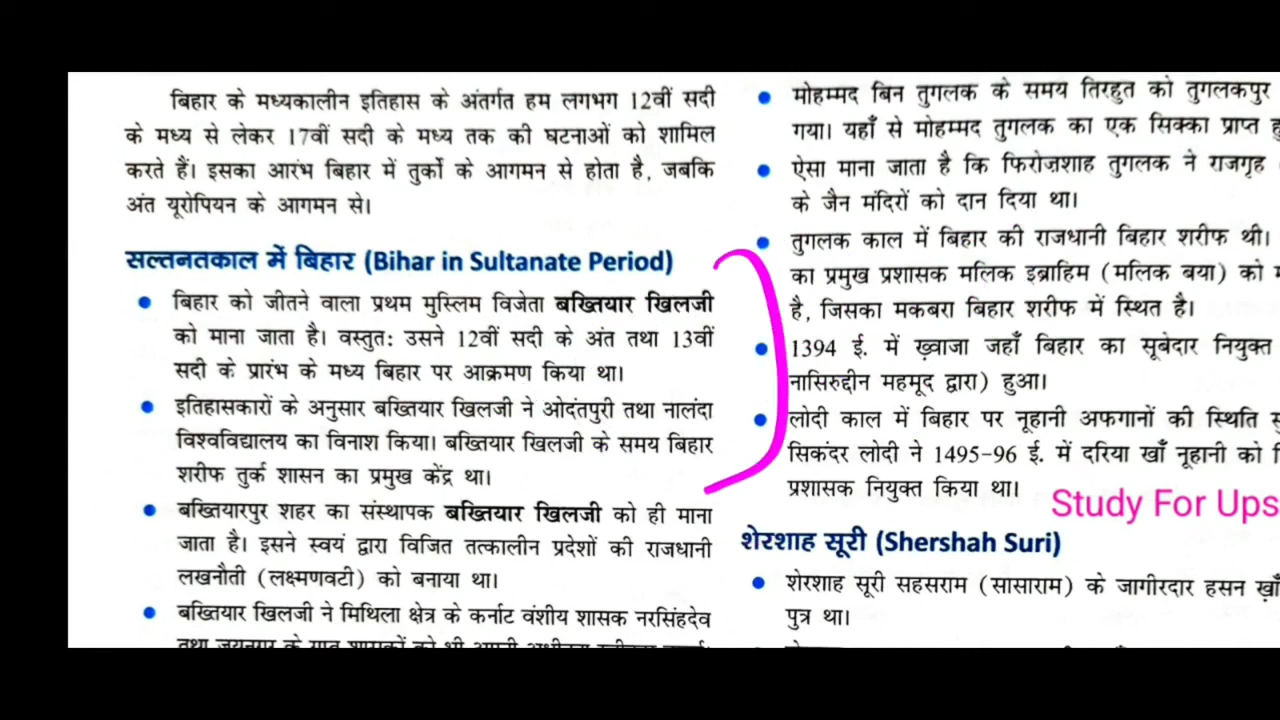 बिहार के मध्यकालीन इतिहास के अंतर्गत हम लगभग 12वीं सदी
के मध्य से लेकर 17वीं सदी के मध्य तक की घटनाओं को शामिल
करते हैं। इसका आरंभ बिहार में तुर्कों के आगमन से होता है, जबकि
अंत यूरोपियन के आगमन से।
सल्तनतकाल में बिहार (Bihar in Sultanate Period)
बिहार को जीतने वाला प्रथम मुस्लिम विजेता बख्तियार खिलजी
को माना जाता है। वस्तुतः उसने 12वीं सदी के अंत तथा 13वीं
सदी के प्रारंभ के मध्य बिहार पर आक्रमण किया था।
इतिहासकारों के अनुसार बख्तियार खिलजी ने ओदंतपुरी तथा नालंदा
विश्वविद्यालय का विनाश किया। बख्तियार खिलजी के समय बिहार
शरीफ तुर्क शासन का प्रमुख केंद्र था।
बख्तियारपुर शहर का संस्थापक बख्तियार खिलजी को ही माना
जाता है। इसने स्वयं द्वारा विजित तत्कालीन प्रदेशों की राजधानी
लखनौती (लक्ष्मणवटी) को बनाया था।
बख्तियार खिलजी ने मिथिला क्षेत्र के कर्नाट वंशीय शासक नरसिंहदेव
मोहम्मद बिन तुगलक के समय तिरहुत को तुगलकपुर
गया। यहाँ से मोहम्मद तुगलक का एक सिक्का प्राप्त
ऐसा माना जाता है कि फिरोज़शाह तुगलक ने राजगृह
के जैन मंदिरों को दान दिया था।
तुगलक काल में बिहार की राजधानी बिहार शरीफ थी।
का प्रमुख प्रशासक मलिक इब्राहिम (मलिक बया) को
है, जिसका मकबरा बिहार शरीफ में स्थित है।
1394 ई. में ख़्वाजा जहाँ बिहार का सूबेदार नियुक्त
नासिरुद्दीन महमूद द्वारा) हुआ।
लोदी काल में बिहार पर नूहानी अफगानों की स्थिति
सिकंदर लोदी ने 1495-96 ई. में दरिया खाँ नूहानी को
प्रशासक नियुक्त किया था।
Study For Ups
शेरशाह सूरी (Shershah Suri)
शेरशाह सूरी सहसराम (सासाराम) के जागीरदार हसन ख़ाँ
पुत्र था।